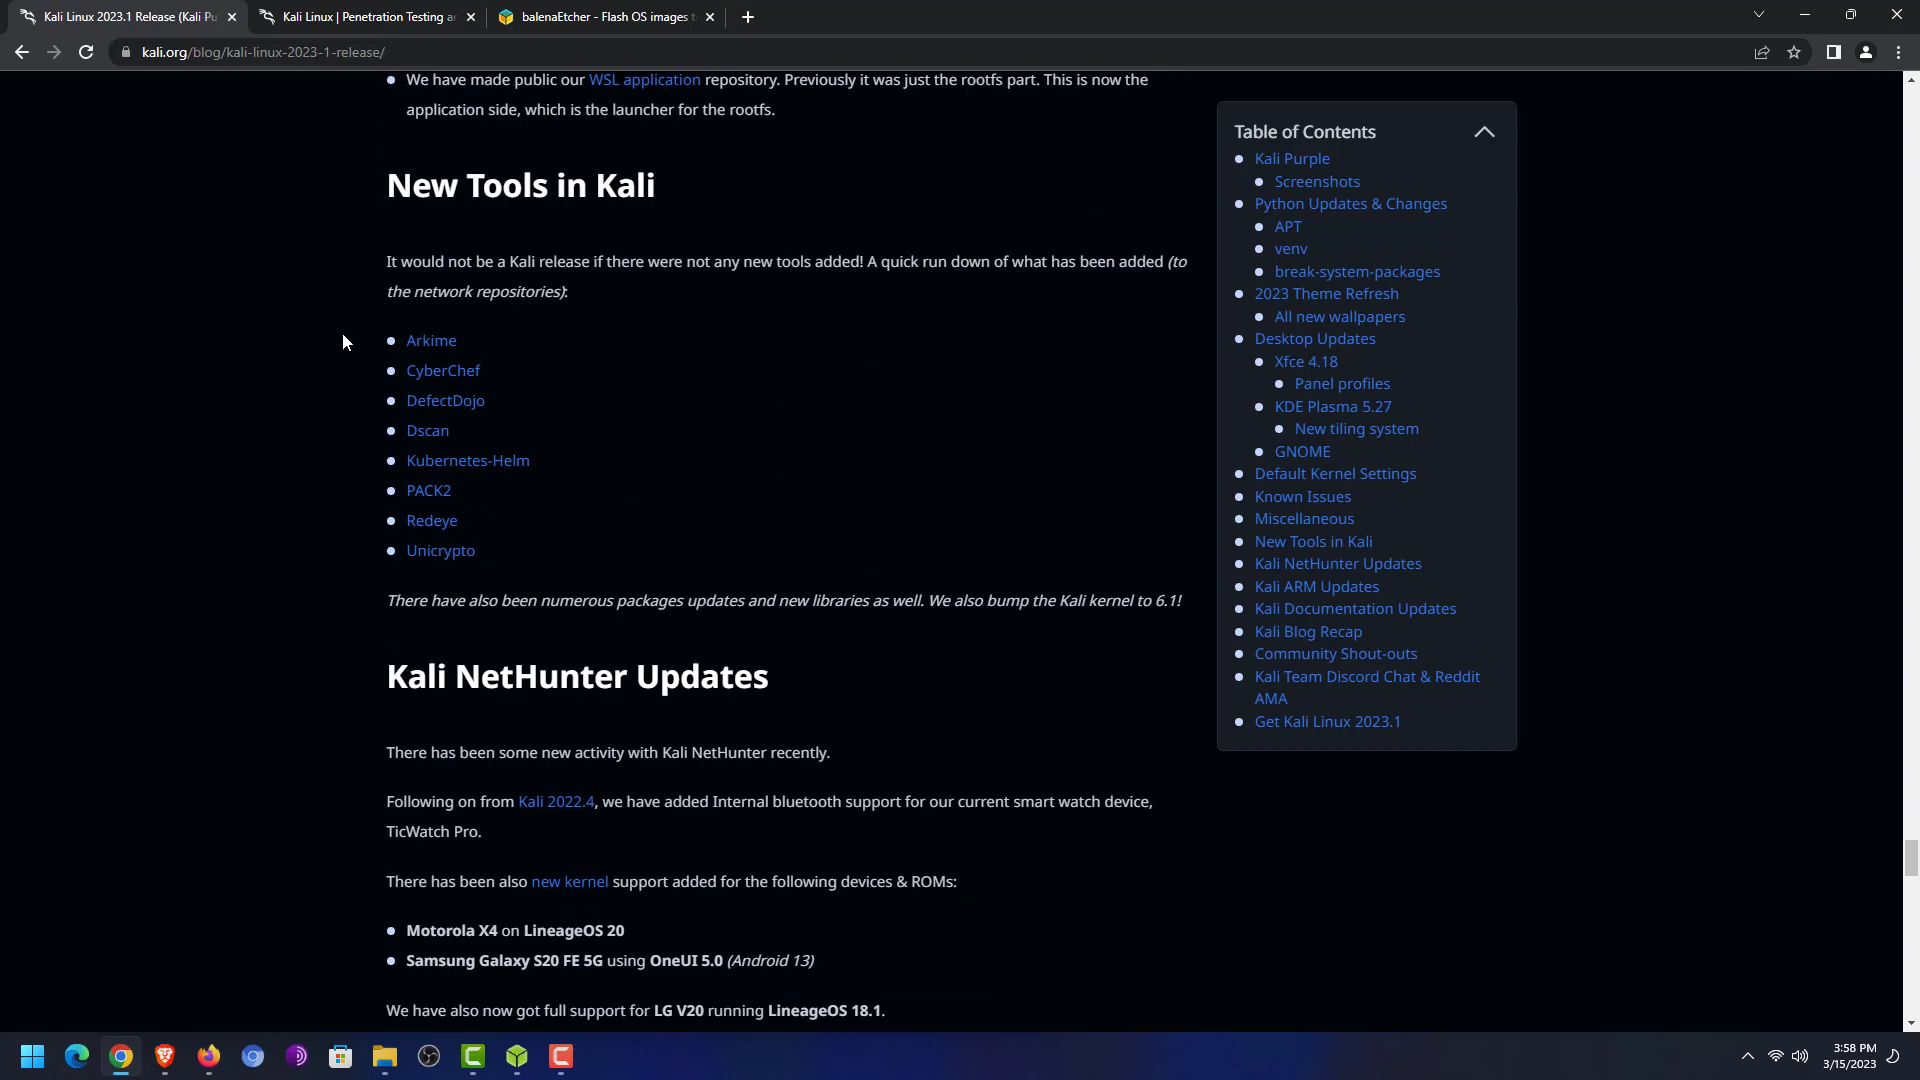 Kali Linux 2023.1 Release (Kali Pu
Kali Linux | Penetration Testing an
balenaEtcher - Flash OS images t
kali.org/blog/kali-linux-2023-1-release/
We have made public our WSL application repository. Previously it was just the rootfs part. This is now the
application side, which is the launcher for the rootfs.
New Tools in Kali
It would not be a Kali release if there were not any new tools added! A quick run down of what has been added (to
the network repositories):
Arkime
CyberChef
DefectDojo
Dscan
Kubernetes-Helm
PACK2
Redeye
Unicrypto
There have also been numerous packages updates and new libraries as well. We also bump the Kali kernel to 6.1!
Kali NetHunter Updates
There has been some new activity with Kali NetHunter recently.
Following on from Kali 2022.4, we have added Internal bluetooth support for our current smart watch device,
TicWatch Pro.
There has been also new kernel support added for the following devices & ROMs:
Motorola X4 on LineageOS 20
Samsung Galaxy S20 FE 5G using OneUI 5.0 (Android 13)
We have also now got full support for LG V20 running LineageOS 18.1.
Table of Contents
Kali Purple
Screenshots
Python Updates & Changes
APT
venv
break-system-packages
2023 Theme Refresh
All new wallpapers
Desktop Updates
Xfce 4.18
Panel profiles
KDE Plasma 5.27
New tiling system
GNOME
Default Kernel Settings
Known Issues
Miscellaneous
New Tools in Kali
Kali NetHunter Updates
Kali ARM Updates
Kali Documentation Updates
Kali Blog Recap
Community Shout-outs
Kali Team Discord Chat & Reddit
AMA
Get Kali Linux 2023.1
3:58 PM
3/15/2023